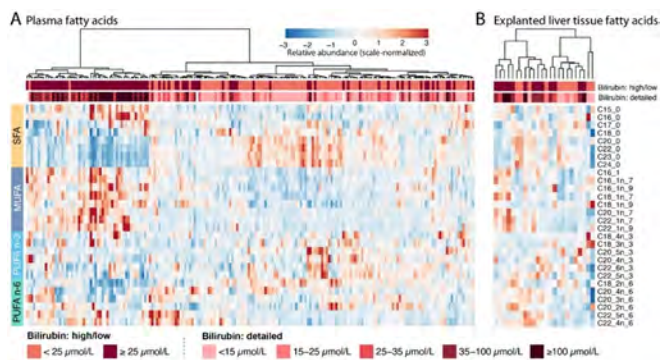 A Plasma fatty acids
-3 -2 -1 0 1 2 3
Relative abundance (scale-normalized)
B Explanted liver tissue fatty acids
Bilirubin: high/low
Bilirubin: detailed
SFA
MUFA
PUFA n-3
PUFA n-6
C15_0
C16_0
C17_0
C18_0
C20_0
C22_0
C23_0
C24_0
C16_1
C16_1n_7
C16_1n_9
C18_1n_7
C18_1n_9
C20_1n_7
C22_1n_7
C22_1n_9
C18_4n_3
C18_3n_3
C20_5n_3
C20_4n_3
C22_6n_3
C22_5n_3
C18_2n_6
C20_4n_6
C20_3n_6
C20_2n_6
C22_5n_6
C22_4n_6
Bilirubin: high/low
< 25 µmol/L ≥ 25 µmol/L
Bilirubin: detailed
<15 µmol/L 15–25 µmol/L 25–35 µmol/L 35–100 µmol/L ≥100 µmol/L